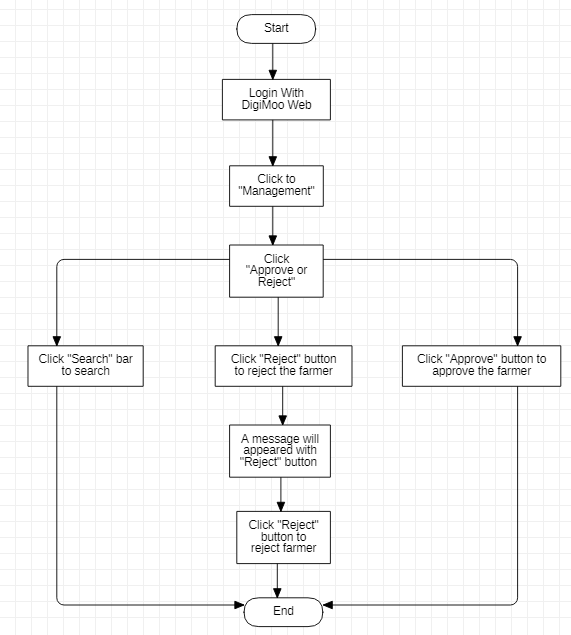 Start
Login With
DigiMoo Web
Click to
"Management"
Click
"Approve or
Reject"
Click "Search" bar
to search
Click "Reject" button
to reject the farmer
Click "Approve" button to
approve the farmer
A message will
appeared with
"Reject" button
Click "Reject"
button to
reject farmer
End